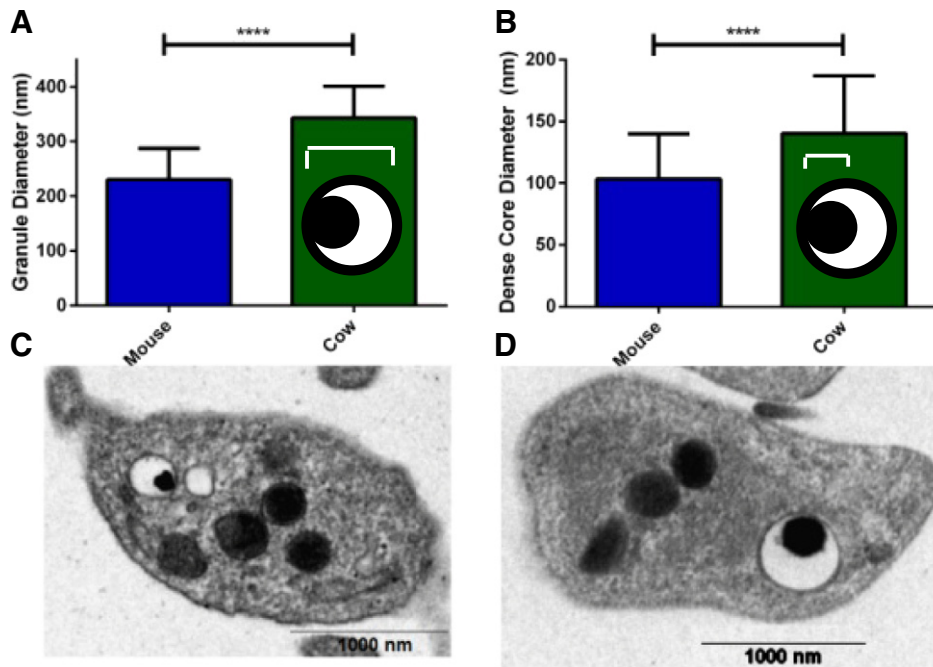 A
****
Granule Diameter (nm)
400
300
200
100
0
Mouse
Cow
B
****
Dense Core Diameter (nm)
200
150
100
50
0
Mouse
Cow
C
1000 nm
D
1000 nm